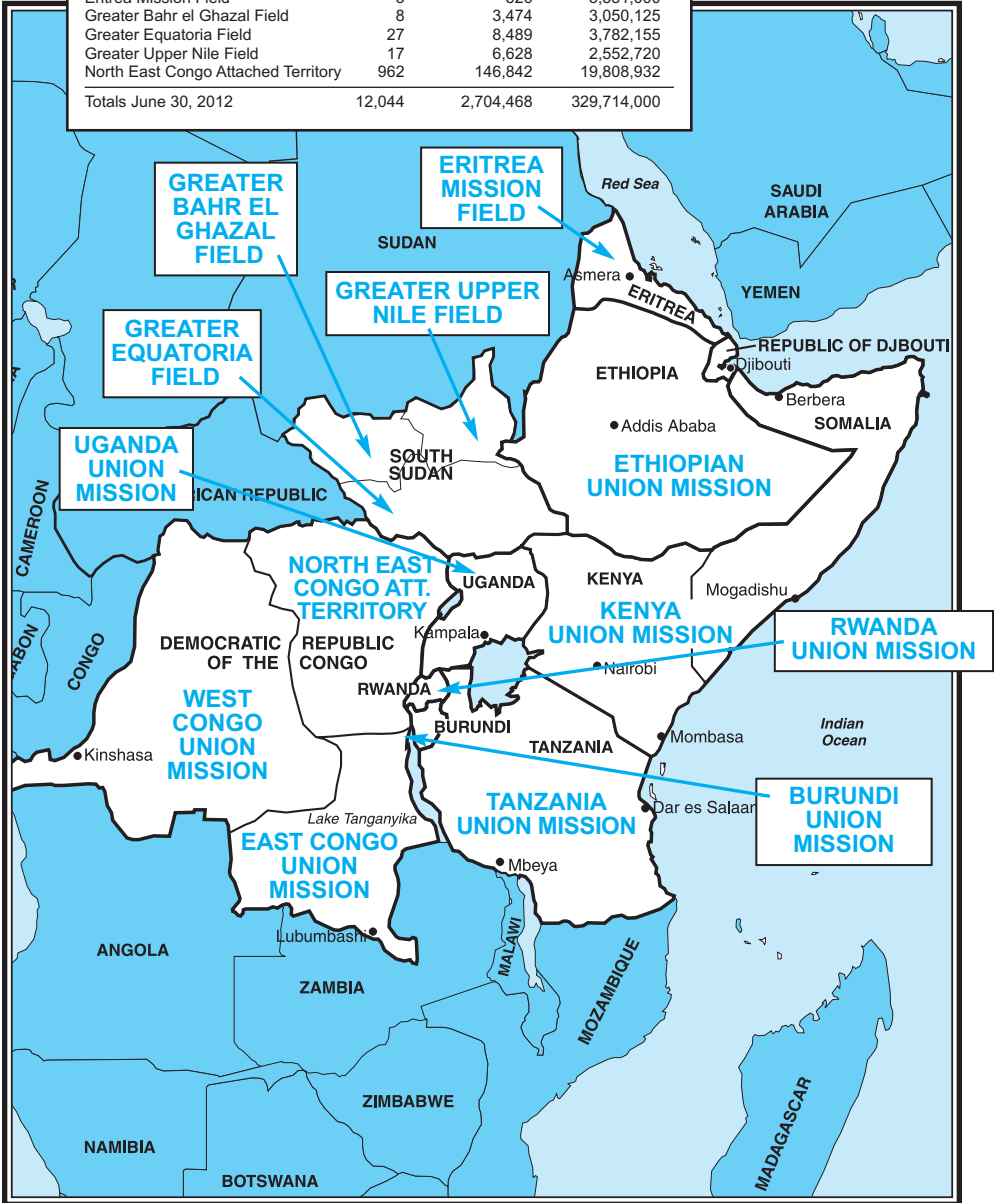 Greater Bahr el Ghazal Field 8 3,474 3,050,125
Greater Equatoria Field 27 8,489 3,782,155
Greater Upper Nile Field 17 6,628 2,552,720
North East Congo Attached Territory 962 146,842 19,808,932
Totals June 30, 2012 12,044 2,704,468 329,714,000
GREATER
BAHR EL
GHAZAL
FIELD
ERITREA
MISSION
FIELD
Red Sea
SAUDI
ARABIA
SUDAN
Asmera
ERITREA
YEMEN
GREATER UPPER
NILE FIELD
GREATER
EQUATORIA
FIELD
REPUBLIC OF DJBOUTI
Djibouti
ETHIOPIA
Berbera
SOMALIA
Addis Ababa
UGANDA
UNION
MISSION
SOUTH
SUDAN
ETHIOPIAN
UNION MISSION
RICAN REPUBLIC
CAMEROON
NORTH EAST
CONGO ATT.
TERRITORY
UGANDA
KENYA
Mogadishu
KENYA
UNION MISSION
RWANDA
UNION MISSION
ABON
CONGO
DEMOCRATIC REPUBLIC
OF THE CONGO
Kampala
Nairobi
RWANDA
WEST
CONGO
UNION
MISSION
BURUNDI
TANZANIA
Mombasa
Indian
Ocean
Kinshasa
TANZANIA
UNION MISSION
Dar es Salaam
BURUNDI
UNION
MISSION
Lake Tanganyika
EAST CONGO
UNION
MISSION
Mbeya
Lubumbashi
ANGOLA
MALAWI
ZAMBIA
MOZAMBIQUE
ZIMBABWE
MADAGASCAR
NAMIBIA
BOTSWANA